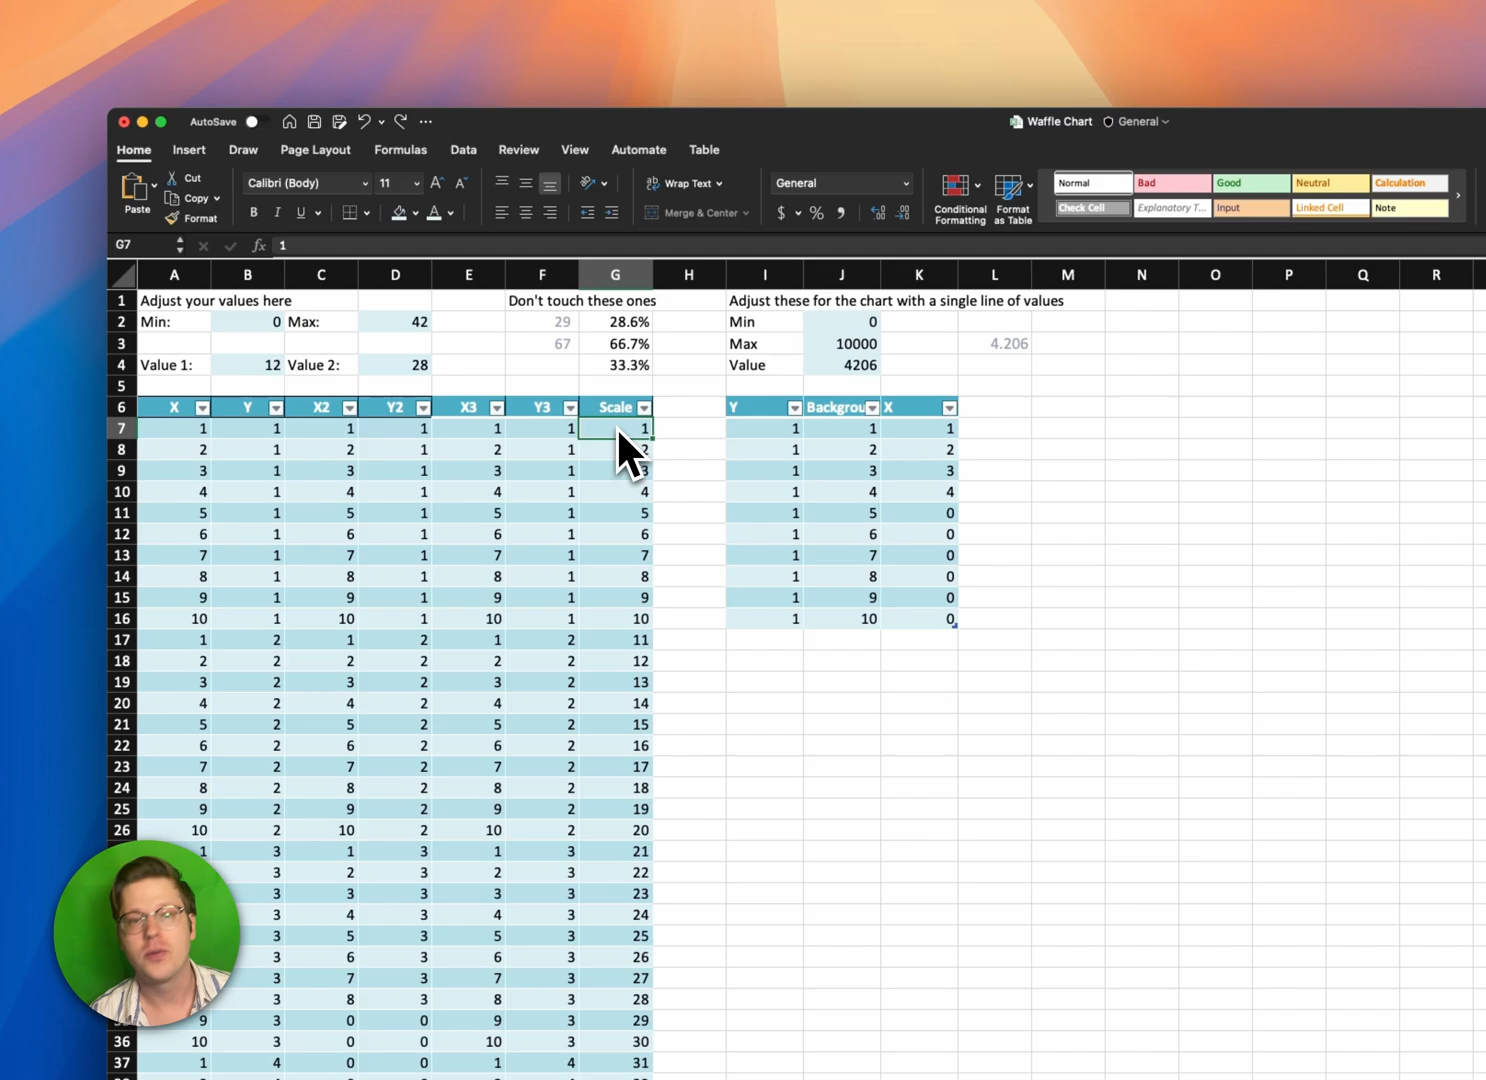 AutoSave
Waffle Chart General
Home Insert Draw Page Layout Formulas Data Review View Automate Table
Paste
Cut
Copy
Format
Calibri (Body) 11
B I U
Wrap Text
Merge & Center
General
$ % 9
Conditional Formatting
Format as Table
Normal Bad Good Neutral Calculation
Check Cell Explanatory T... Input Linked Cell Note
G7 fx 1
A B C D E F G H I J K L M N O P Q R
1 Adjust your values here Don't touch these ones Adjust these for the chart with a single line of values
2 Min: 0 Max: 42 29 28.6% Min 0
3 67 66.7% Max 10000 4.206
4 Value 1: 12 Value 2: 28 33.3% Value 4206
5
6 X Y X2 Y2 X3 Y3 Scale Y Backgrou X
7 1 1 1 1 1 1 1 1 1 1
8 2 1 2 1 2 1 2 1 2 2
9 3 1 3 1 3 1 3 1 3 3
10 4 1 4 1 4 1 4 1 4 4
11 5 1 5 1 5 1 5 1 5 0
12 6 1 6 1 6 1 6 1 6 0
13 7 1 7 1 7 1 7 1 7 0
14 8 1 8 1 8 1 8 1 8 0
15 9 1 9 1 9 1 9 1 9 0
16 10 1 10 1 10 1 10 1 10 0
17 1 2 1 2 1 2 11
18 2 2 2 2 2 2 12
19 3 2 3 2 3 2 13
20 4 2 4 2 4 2 14
21 5 2 5 2 5 2 15
22 6 2 6 2 6 2 16
23 7 2 7 2 7 2 17
24 8 2 8 2 8 2 18
25 9 2 9 2 9 2 19
26 10 2 10 2 10 2 20
1 3 1 3 1 3 21
3 2 3 2 3 22
3 3 3 3 3 23
3 4 3 4 3 24
3 5 3 5 3 25
3 6 3 6 3 26
3 7 3 7 3 27
3 8 3 8 3 28
9 3 0 0 9 3 29
36 10 3 0 0 10 3 30
37 1 4 0 0 1 4 31